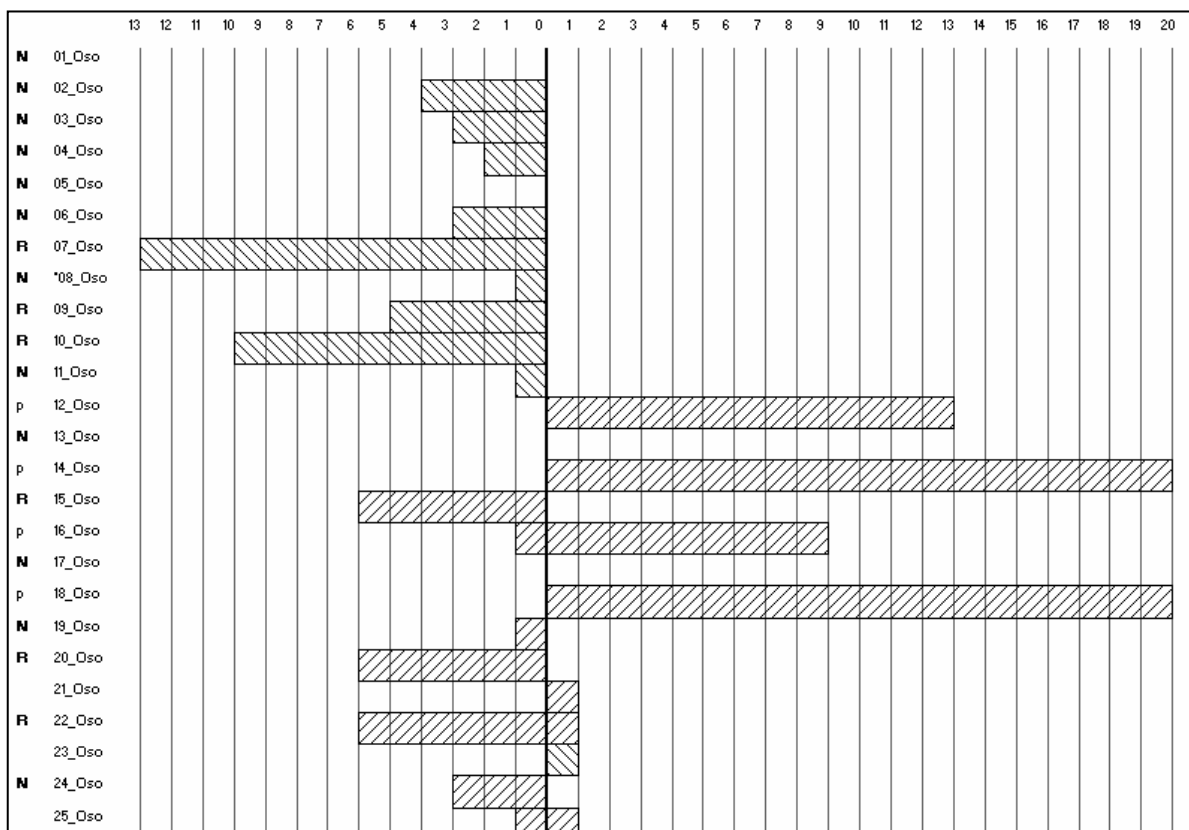 13 12 11 10 9 8 7 6 5 4 3 2 1 0 1 2 3 4 5 6 7 8 9 10 11 12 13 14 15 16 17 18 19 20
N 01_Oso
N 02_Oso
N 03_Oso
N 04_Oso
N 05_Oso
N 06_Oso
R 07_Oso
N *08_Oso
R 09_Oso
R 10_Oso
N 11_Oso
p 12_Oso
N 13_Oso
p 14_Oso
R 15_Oso
p 16_Oso
N 17_Oso
p 18_Oso
N 19_Oso
R 20_Oso
21_Oso
R 22_Oso
23_Oso
N 24_Oso
25_Oso